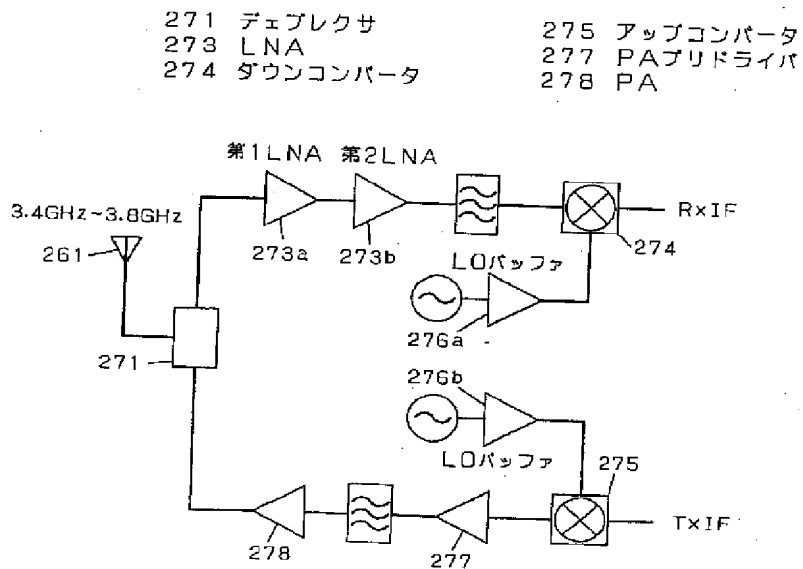 271 デュプレクサ
273 LNA
274 ダウンコンバータ
275 アップコンバータ
277 PAプリドライバ
278 PA
第1LNA 第2LNA
3.4GHz~3.8GHz
RxIF
261
273a
273b
274
LOバッファ
276a
271
276b
LOバッファ
275
TxIF
278
277